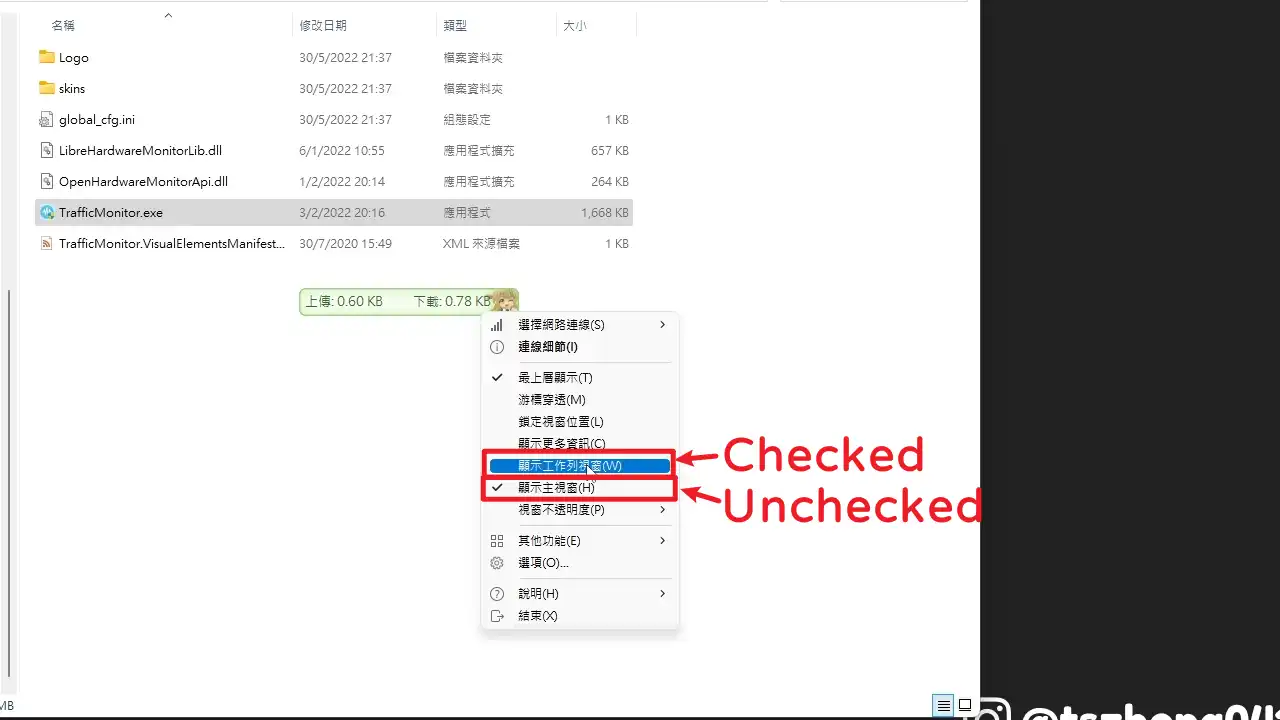 名稱 修改日期 類型 大小
Logo 30/5/2022 21:37 檔案資料夾
skins 30/5/2022 21:37 檔案資料夾
global_cfg.ini 30/5/2022 21:37 組態設定 1 KB
LibreHardwareMonitorLib.dll 6/1/2022 10:55 應用程式擴充 657 KB
OpenHardwareMonitorApi.dll 1/2/2022 20:14 應用程式擴充 264 KB
TrafficMonitor.exe 3/2/2022 20:16 應用程式 1,668 KB
TrafficMonitor.VisualElementsManifest... 30/7/2020 15:49 XML 來源檔案 1 KB
上傳: 0.60 KB 下載: 0.78 KB
選擇網路連線(S)
連線細節(I)
最上層顯示(T)
游標穿透(M)
鎖定視窗位置(L)
顯示更多資訊(C)
顯示工作列視窗(W) Checked
顯示主視窗(H) Unchecked
視窗不透明度(P)
其他功能(E)
選項(O)...
說明(H)
結束(X)
MB